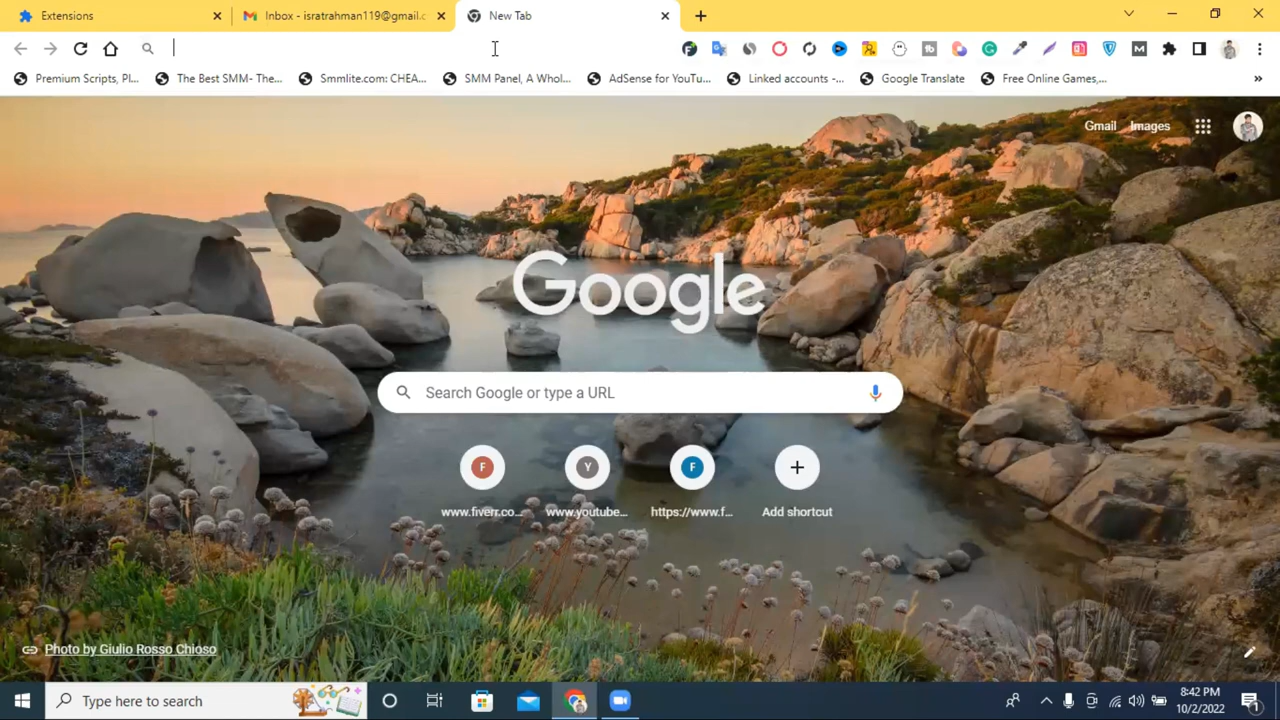 Extensions
Inbox - isratrahman119@gmail.c
New Tab
Premium Scripts, Pl...
The Best SMM- The...
Smmlite.com: CHEA...
SMM Panel, A Whol...
AdSense for YouTu...
Linked accounts -...
Google Translate
Free Online Games,...
»
Gmail
Images
Google
Search Google or type a URL
F
Y
F
www.fiverr.co...
www.youtube...
https://www.f...
Add shortcut
Photo by Giulio Rosso Chioso
Type here to search
8:42 PM
10/2/2022
1